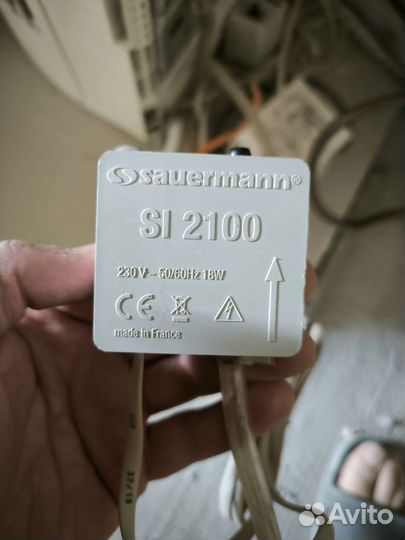 sauermann®
SI 2100
230 V~ 50/60Hz 18W
CE
made in France
Avito